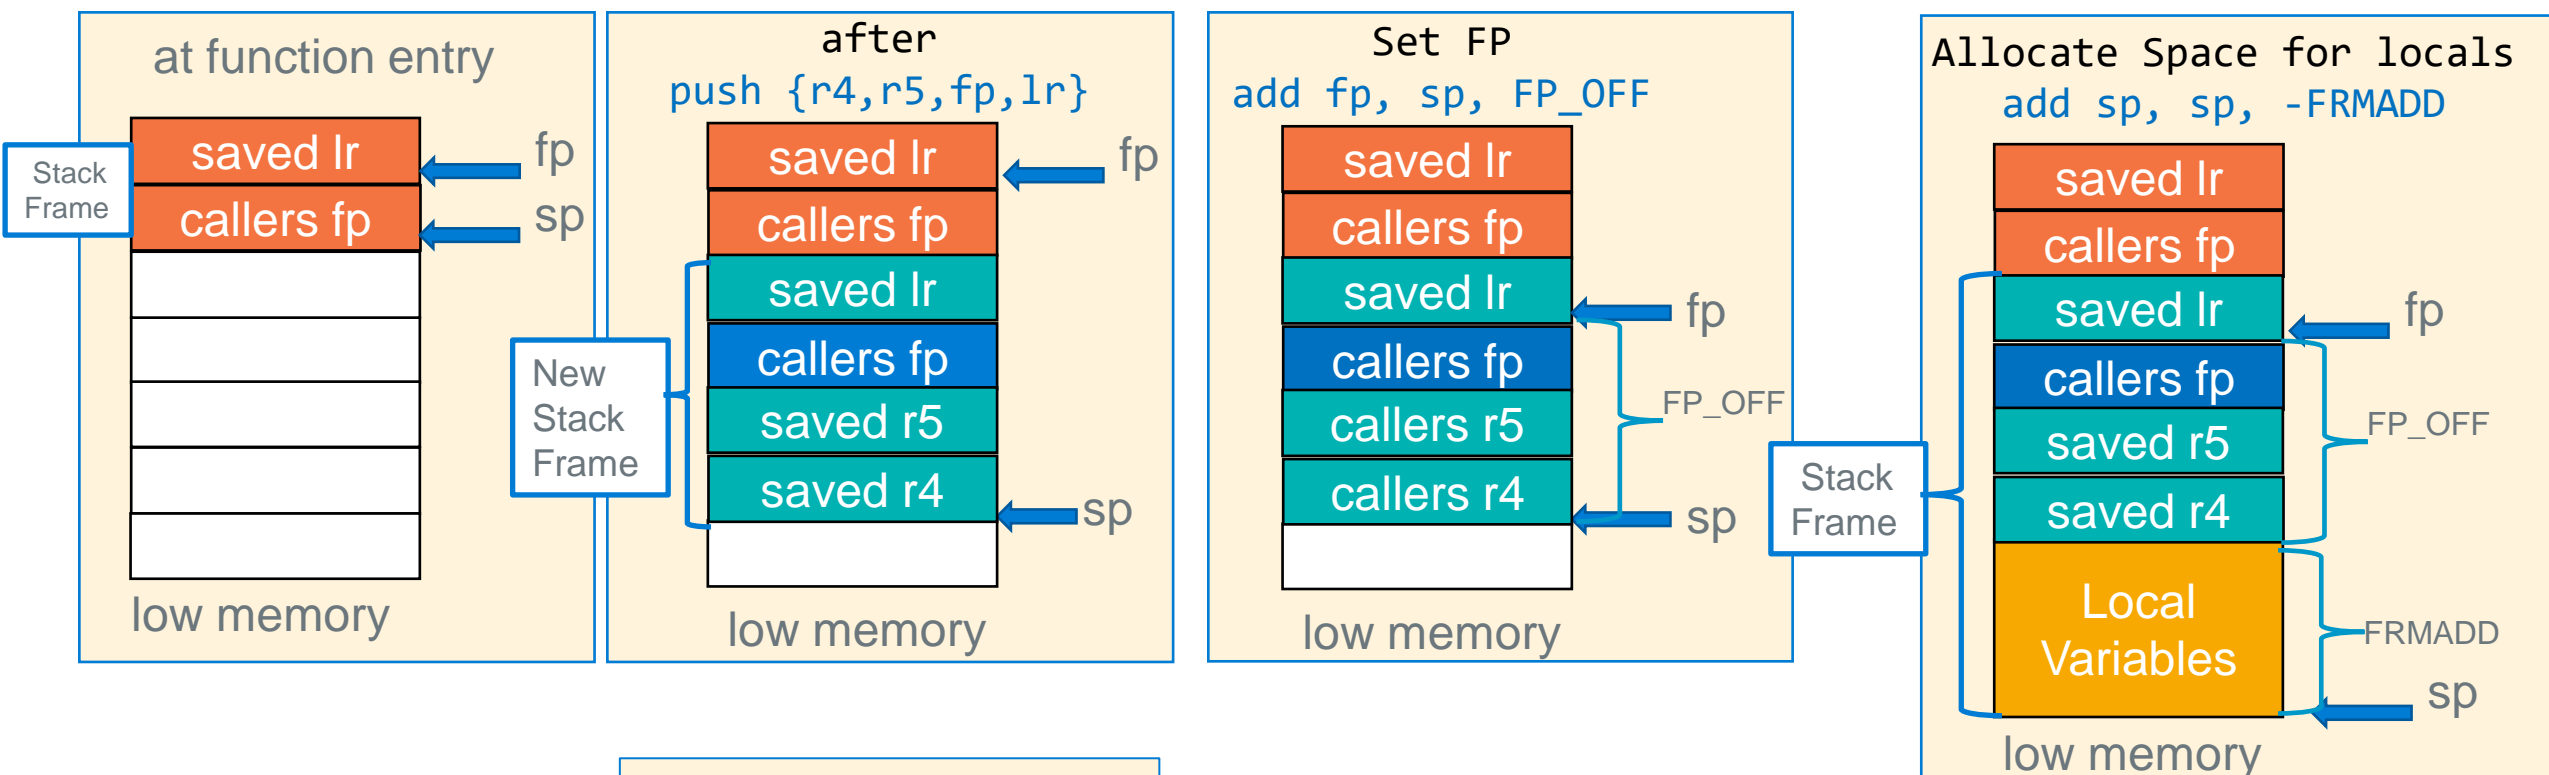 at function entry
saved lr
callers fp
fp
sp
Stack
Frame
low memory
after
push {r4,r5,fp,lr}
saved lr
callers fp
saved lr
callers fp
saved r5
saved r4
fp
sp
New
Stack
Frame
low memory
Set FP
add fp, sp, FP_OFF
saved lr
callers fp
saved lr
callers fp
callers r5
callers r4
fp
FP_OFF
sp
low memory
Allocate Space for locals
add sp, sp, -FRMADD
saved lr
callers fp
saved lr
callers fp
saved r5
saved r4
Local
Variables
fp
FP_OFF
FRMADD
sp
Stack
Frame
low memory